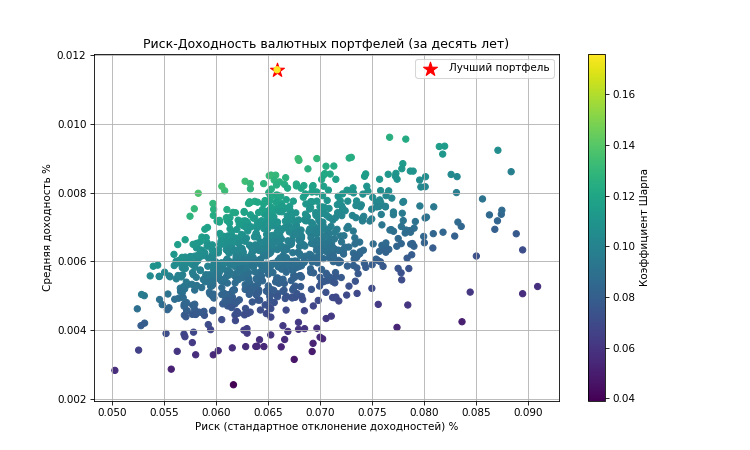 Риск-Доходность валютных портфелей (за десять лет)
0.012
0.010
0.008
0.006
0.004
0.002
Средняя доходность %
Лучший портфель
0.050 0.055 0.060 0.065 0.070 0.075 0.080 0.085 0.090
Риск (стандартное отклонение доходностей) %
0.16
0.14
0.12
0.10
0.08
0.06
0.04
Коэффициент Шарпа